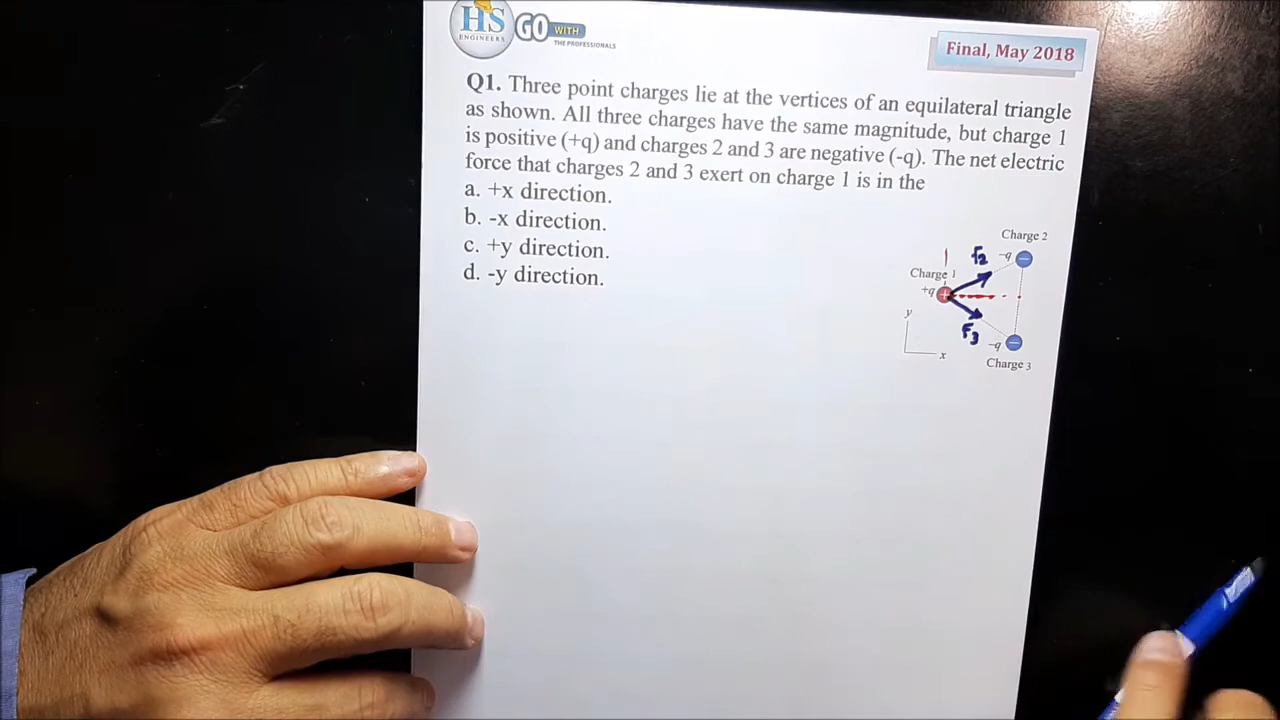 HS
ENGINEERS
GO WITH
THE PROFESSIONALS
Final, May 2018
Q1. Three point charges lie at the vertices of an equilateral triangle
as shown. All three charges have the same magnitude, but charge 1
is positive (+q) and charges 2 and 3 are negative (-q). The net electric
force that charges 2 and 3 exert on charge 1 is in the
a. +x direction.
b. -x direction.
c. +y direction.
d. -y direction.
Charge 2
-q
F2
Charge 1
+q
F3
y
x
-q
Charge 3